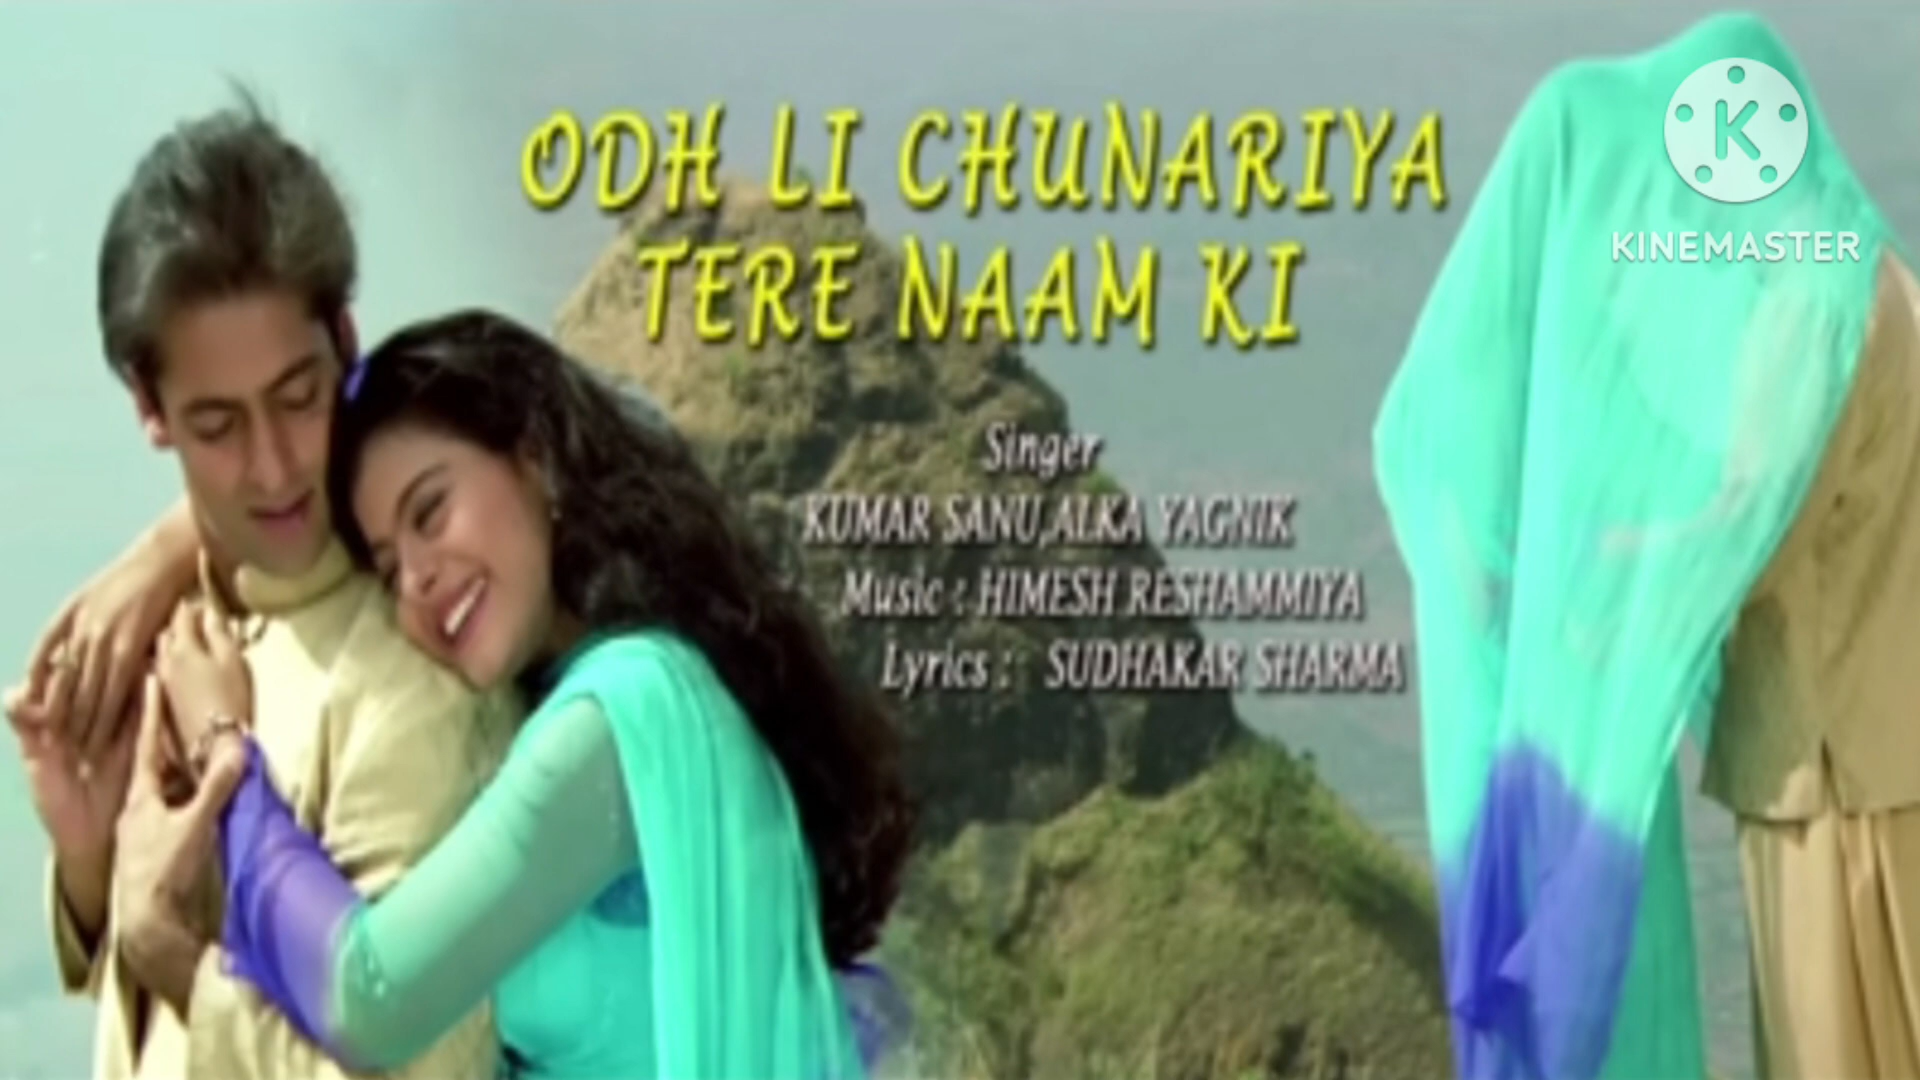 ODH LI CHUNARIYA
TERE NAAM KI
K
KINEMASTER
Singer
KUMAR SANU,ALKA YAGNIK
Music : HIMESH RESHAMMIYA
Lyrics : SUDHAKAR SHARMA